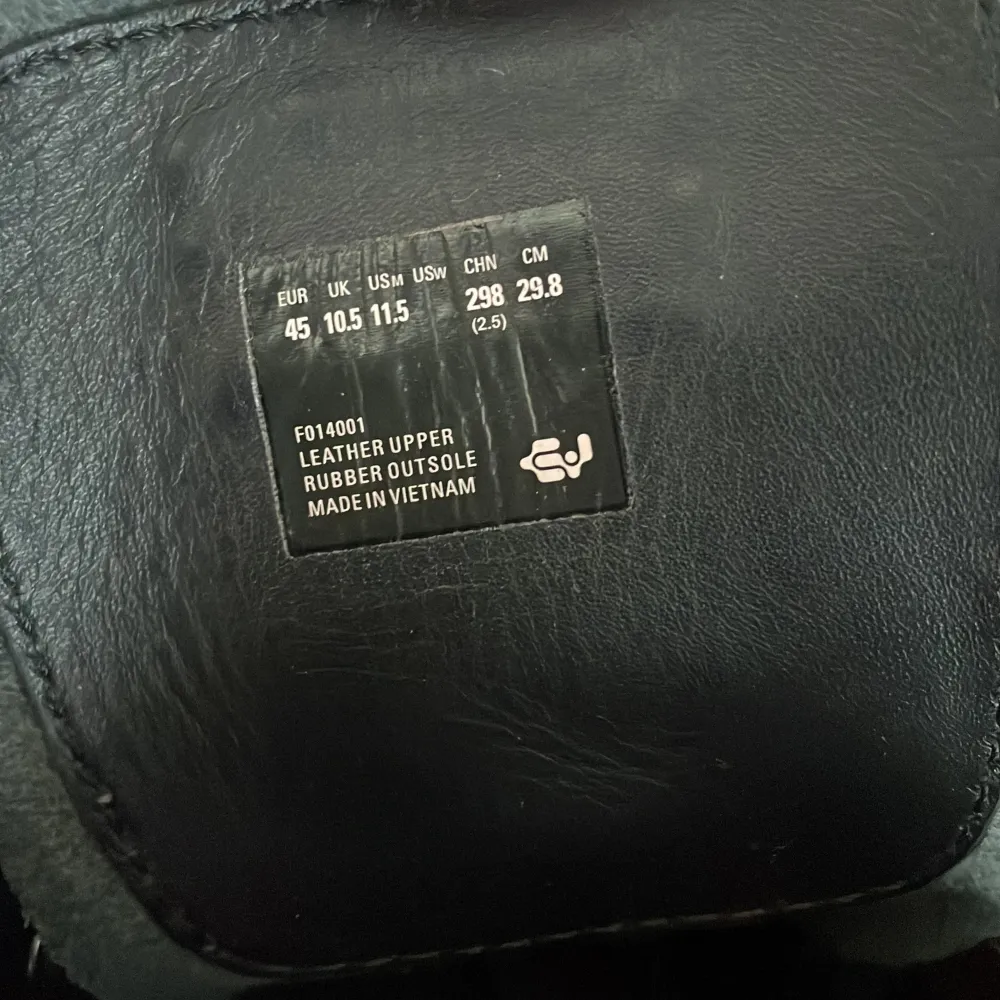 EUR UK USM USW CHN CM
45 10.5 11.5 298 29.8
(2.5)
F014001
LEATHER UPPER
RUBBER OUTSOLE
MADE IN VIETNAM